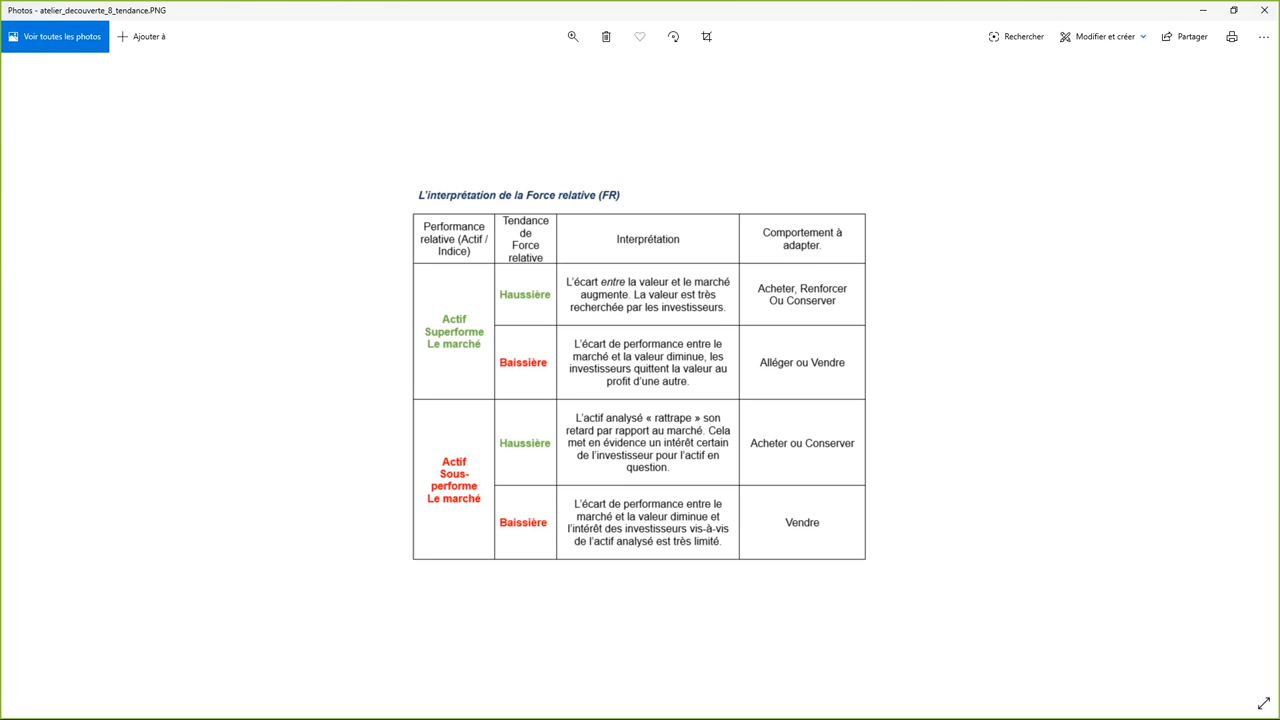 Photos - atelier_decouverte_8_tendance.PNG
Voir toutes les photos
Ajouter à
Rechercher
Modifier et créer
Partager
L'interprétation de la Force relative (FR)
Performance
relative (Actif /
Indice)
Tendance
de
Force
relative
Interprétation
Comportement à
adapter.
Actif
Superforme
Le marché
Haussière
L'écart entre la valeur et le marché
augmente. La valeur est très
recherchée par les investisseurs.
Acheter, Renforcer
Ou Conserver
Baissière
L'écart de performance entre le
marché et la valeur diminue, les
investisseurs quittent la valeur au
profit d'une autre.
Alléger ou Vendre
Actif
Sous-
performe
Le marché
Haussière
L'actif analysé « rattrape » son
retard par rapport au marché. Cela
met en évidence un intérêt certain
de l'investisseur pour l'actif en
question.
Acheter ou Conserver
Baissière
L'écart de performance entre le
marché et la valeur diminue et
l'intérêt des investisseurs vis-à-vis
de l'actif analysé est très limité.
Vendre